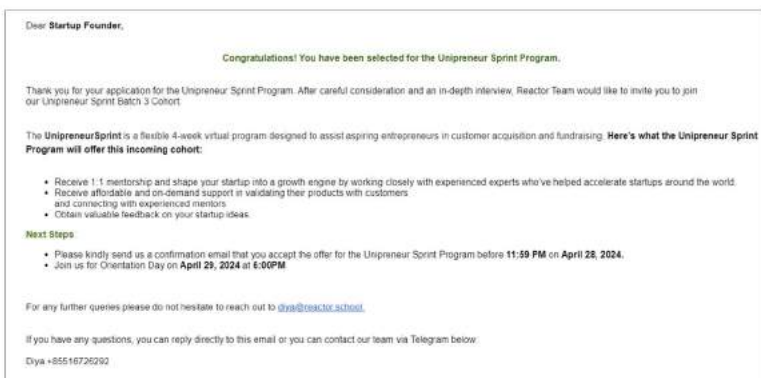 Dear Startup Founder,
Congratulations! You have been selected for the Unipreneur Sprint Program.
Thank you for your application for the Unipreneur Sprint Program. After careful consideration and an in-depth interview, Reactor Team would like to invite you to join
our Unipreneur Sprint Batch 3 Cohort.
The UnipreneurSprint is a flexible 4-week virtual program designed to assist aspiring entrepreneurs in customer acquisition and fundraising. Here's what the Unipreneur Sprint
Program will offer this incoming cohort:
• Receive 1:1 mentorship and shape your startup into a growth engine by working closely with experienced experts who've helped accelerate startups around the world.
• Receive affordable and on-demand support in validating their products with customers
and connecting with experienced mentors
• Obtain valuable feedback on your startup ideas.
Next Steps
• Please kindly send us a confirmation email that you accept the offer for the Unipreneur Sprint Program before 11:59 PM on April 28, 2024.
• Join us for Orientation Day on April 29, 2024 at 6:00PM
For any further queries please do not hesitate to reach out to diya@reactor.school.
If you have any questions, you can reply directly to this email or you can contact our team via Telegram below:
Diya +85516726292